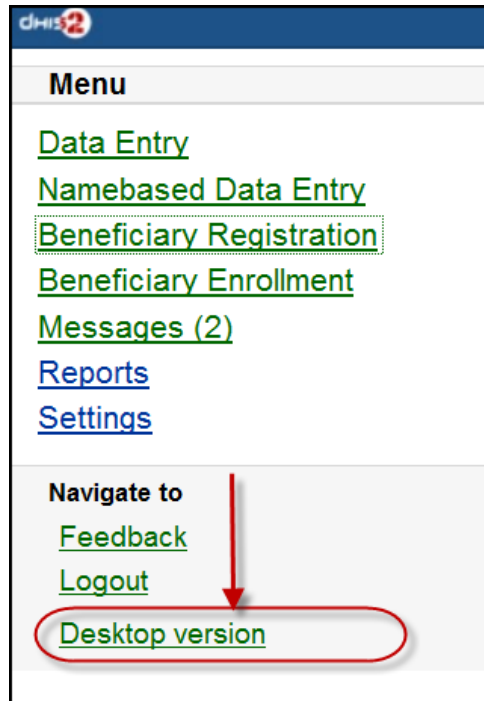 dHIS2
Menu
Data Entry
Namebased Data Entry
Beneficiary Registration
Beneficiary Enrollment
Messages (2)
Reports
Settings
Navigate to
Feedback
Logout
Desktop version